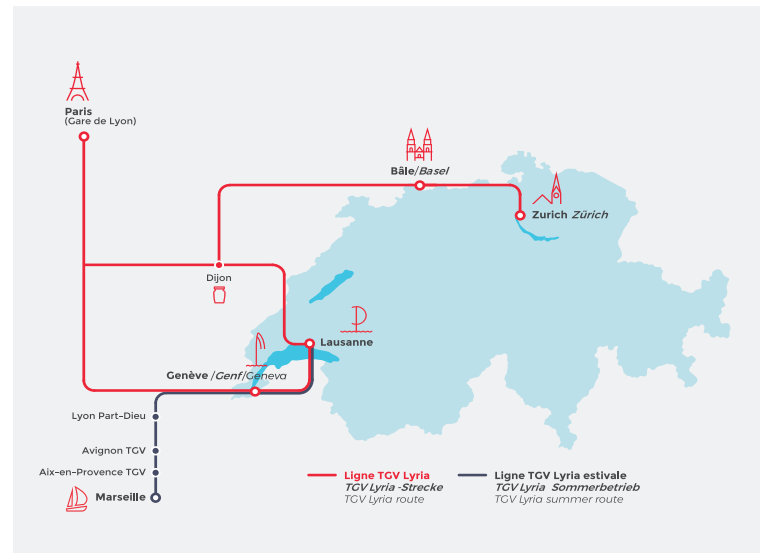 Paris
(Gare de Lyon)
Bâle/Basel
Zurich Zürich
Dijon
Lausanne
Genève /Genf/Geneva
Lyon Part-Dieu
Avignon TGV
Aix-en-Provence TGV
Marseille
Ligne TGV Lyria
TGV Lyria -Strecke
TGV Lyria route
Ligne TGV Lyria estivale
TGV Lyria Sommerbetrieb
TGV Lyria summer route